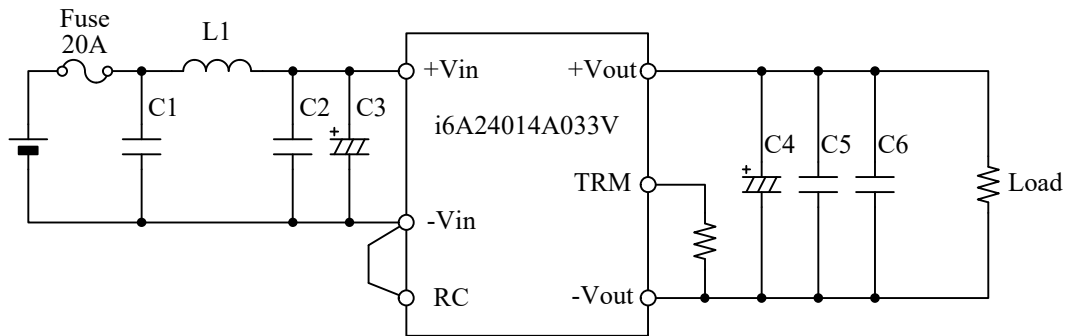 Fuse
20A
L1
C1
C2
C3
+
+Vin
+Vout
i6A24014A033V
TRM
-Vin
RC
-Vout
+
C4
C5
C6
Load